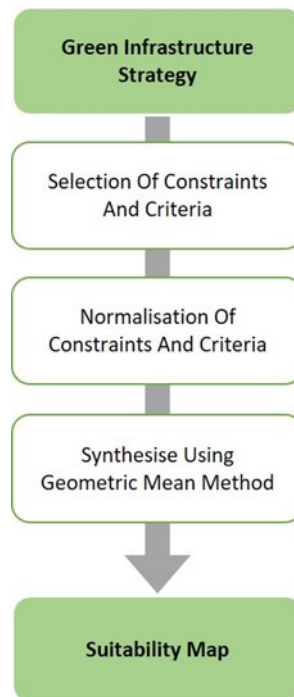 Green Infrastructure
Strategy
Selection Of Constraints
And Criteria
Normalisation Of
Constraints And Criteria
Synthesise Using
Geometric Mean Method
Suitability Map